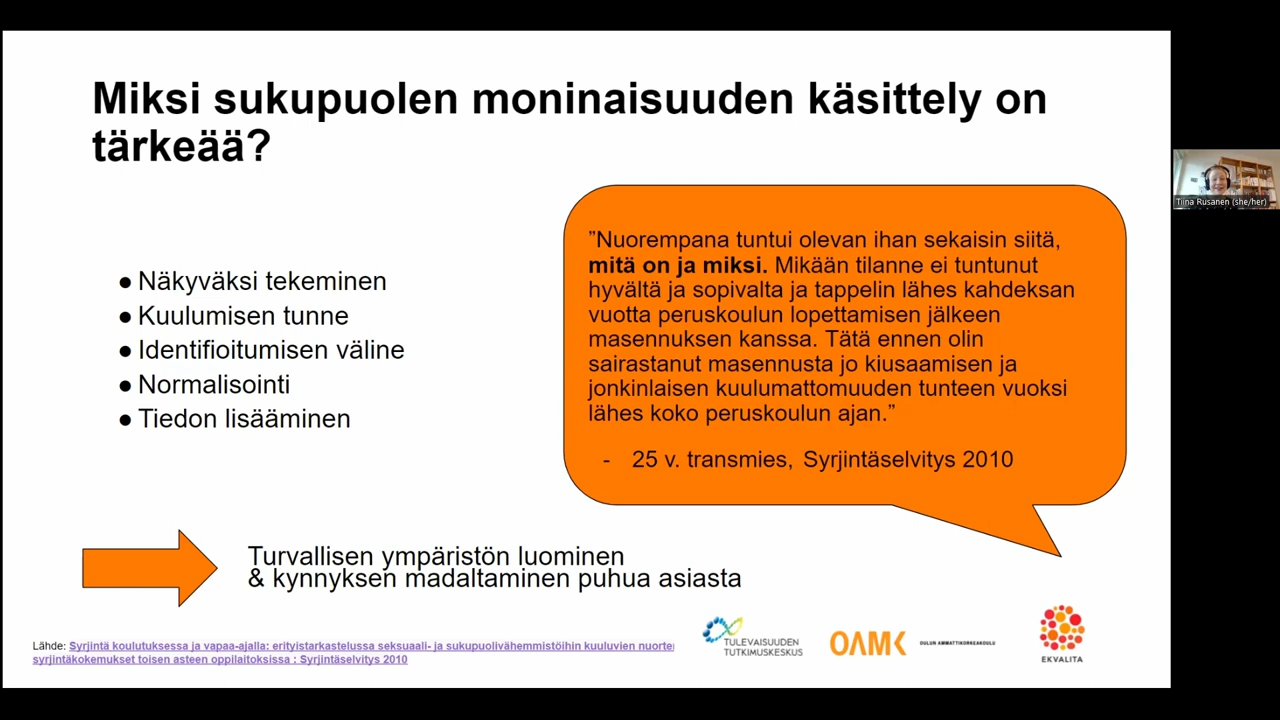 Miksi sukupuolen moninaisuuden käsittely on
tärkeää?
● Näkyväksi tekeminen
● Kuulumisen tunne
● Identifioitumisen väline
● Normalisointi
● Tiedon lisääminen
”Nuorempana tuntui olevan ihan sekaisin siitä,
mitä on ja miksi. Mikään tilanne ei tuntunut
hyvältä ja sopivalta ja tappelin lähes kahdeksan
vuotta peruskoulun lopettamisen jälkeen
masennuksen kanssa. Tätä ennen olin
sairastanut masennusta jo kiusaamisen ja
jonkinlaisen kuulumattomuuden tunteen vuoksi
lähes koko peruskoulun ajan.”
- 25 v. transmies, Syrjintäselvitys 2010
Turvallisen ympäristön luominen
& kynnyksen madaltaminen puhua asiasta
Lähde: Syrjintä koulutuksessa ja vapaa-ajalla: erityistarkastelussa seksuaali- ja sukupuolivähemmistöihin kuuluvien nuorten
syrjintäkokemukset toisen asteen oppilaitoksissa : Syrjintäselvitys 2010
TULEVAISUUDEN
TUTKIMUSKESKUS
OAMK OULUN AMMATTIKORKEAKOULU
EKVALITA
Tiina Rusanen (she/her)